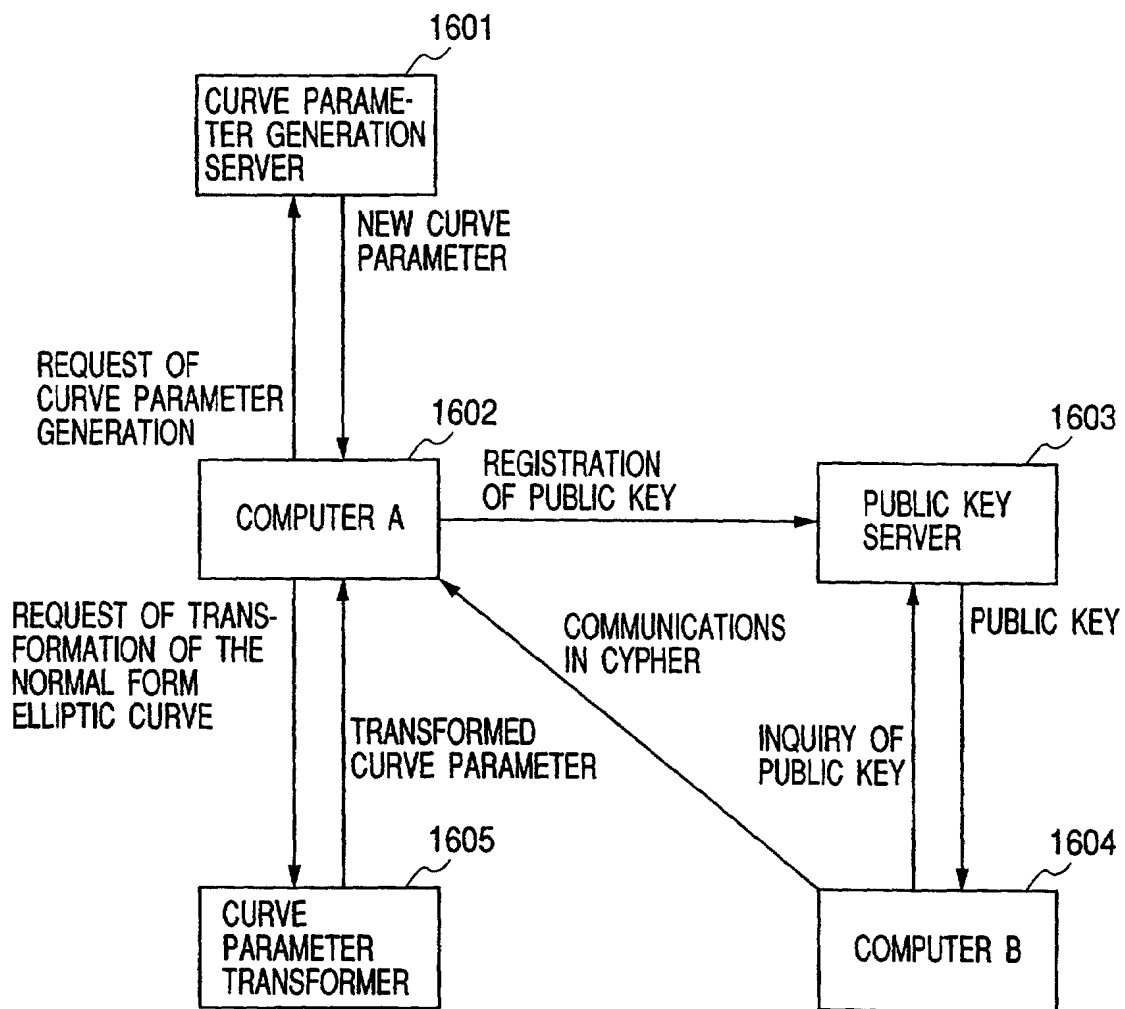 1601
CURVE PARAME-
TER GENERATION
SERVER
NEW CURVE
PARAMETER
REQUEST OF
CURVE PARAMETER
GENERATION
1602
COMPUTER A
REGISTRATION
OF PUBLIC KEY
1603
PUBLIC KEY
SERVER
REQUEST OF TRANS-
FORMATION OF THE
NORMAL FORM
ELLIPTIC CURVE
TRANSFORMED
CURVE PARAMETER
COMMUNICATIONS
IN CYPHER
PUBLIC KEY
INQUIRY OF
PUBLIC KEY
1605
CURVE
PARAMETER
TRANSFORMER
1604
COMPUTER B